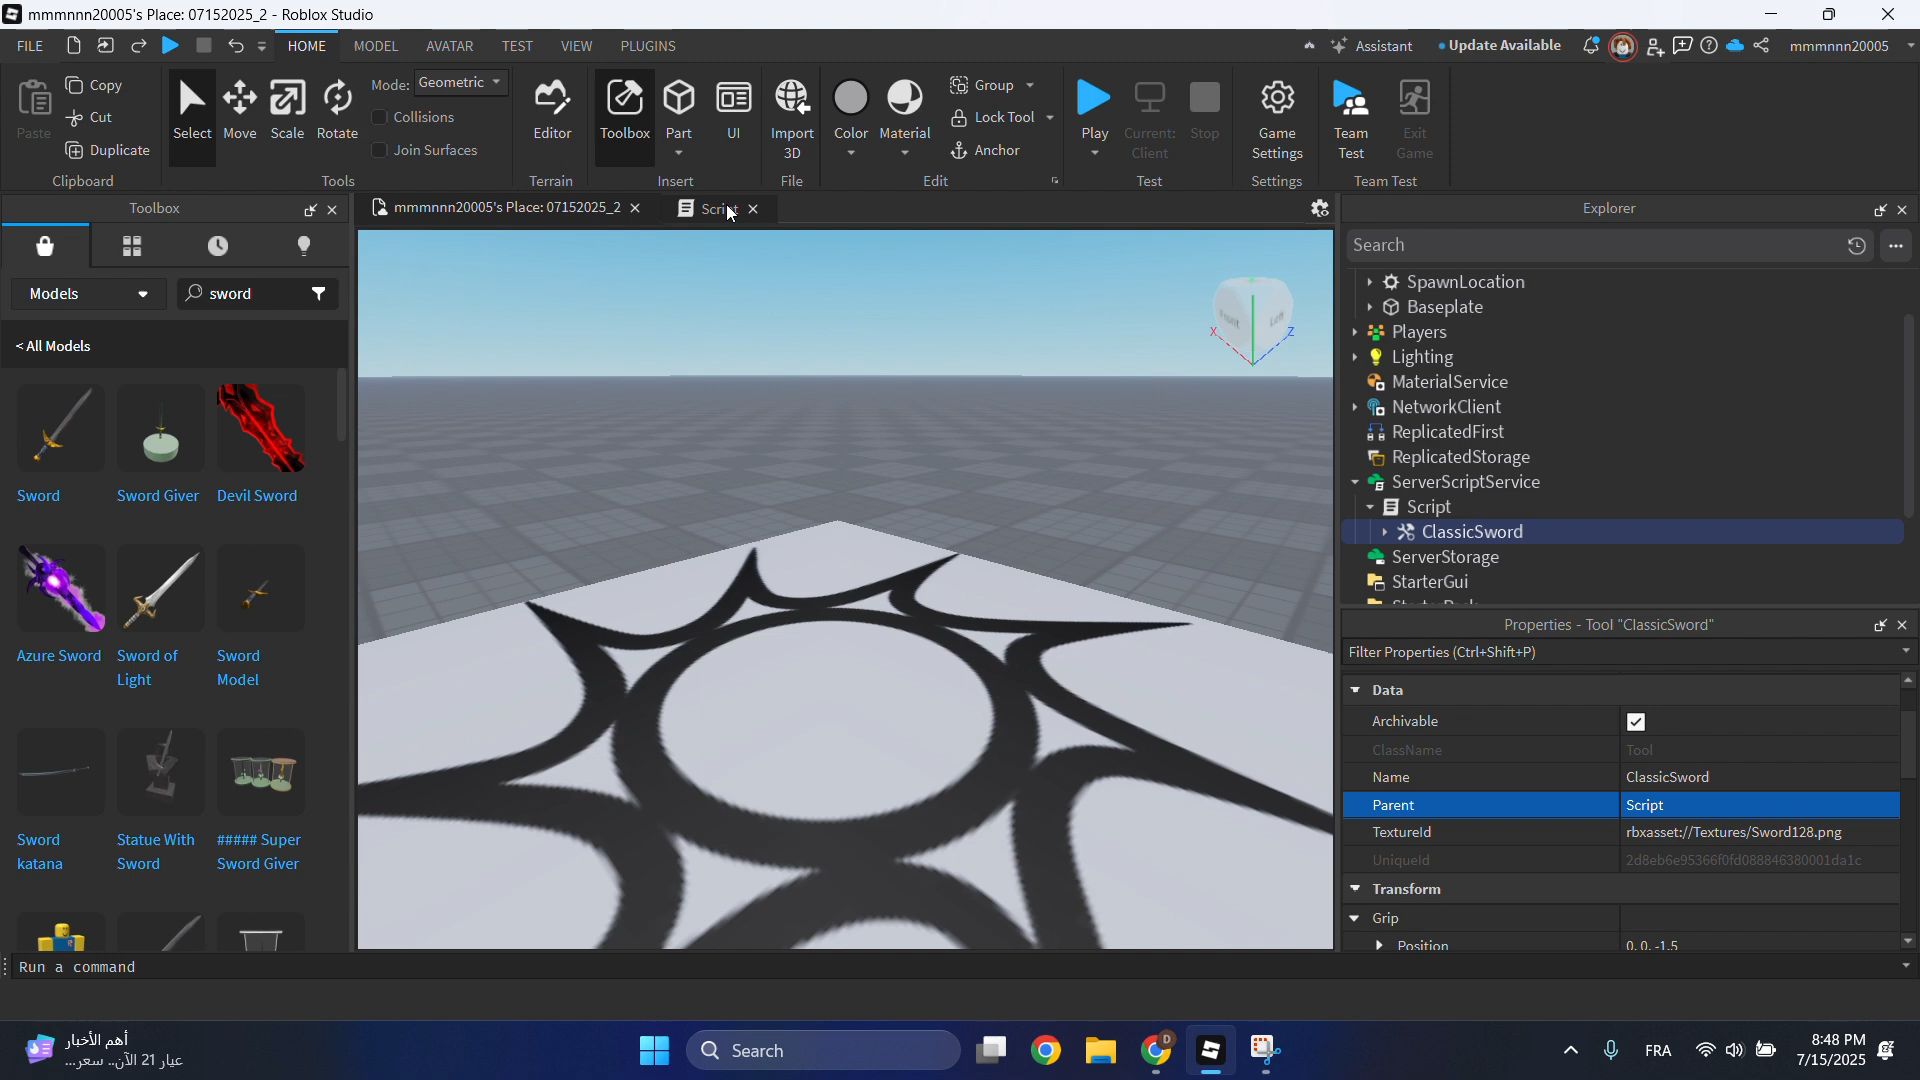 mmmnnn20005's Place: 07152025_2 - Roblox Studio
FILE HOME MODEL AVATAR TEST VIEW PLUGINS Assistant Update Available mmmnnn20005
Paste Copy Cut Duplicate
Clipboard
Select Move Scale Rotate
Mode: Geometric
Collisions
Join Surfaces
Tools
Editor
Terrain
Toolbox Part UI
Insert
Import 3D
File
Color Material
Group
Lock Tool
Anchor
Edit
Play Current: Client Stop
Test
Game Settings
Settings
Team Test Exit Game
Team Test
Toolbox
mmmnnn20005's Place: 07152025_2
Script
Explorer
Models
sword
< All Models
Sword Sword Giver Devil Sword
Azure Sword Sword of Light Sword Model
Sword katana Statue With Sword ##### Super Sword Giver
Front Left
X Z
Search
SpawnLocation
Baseplate
Players
Lighting
MaterialService
NetworkClient
ReplicatedFirst
ReplicatedStorage
ServerScriptService
Script
ClassicSword
ServerStorage
StarterGui
Properties - Tool "ClassicSword"
Filter Properties (Ctrl+Shift+P)
Data
Archivable
ClassName Tool
Name ClassicSword
Parent Script
TextureId rbxasset://Textures/Sword128.png
UniqueId 2d8eb6e95366f0fd088846380001da1c
Transform
Grip
Position 0, 0, -1.5
Run a command
أهم الأخبار
عيار 21 الآن.. سعر...
Search
D
FRA
8:48 PM
7/15/2025